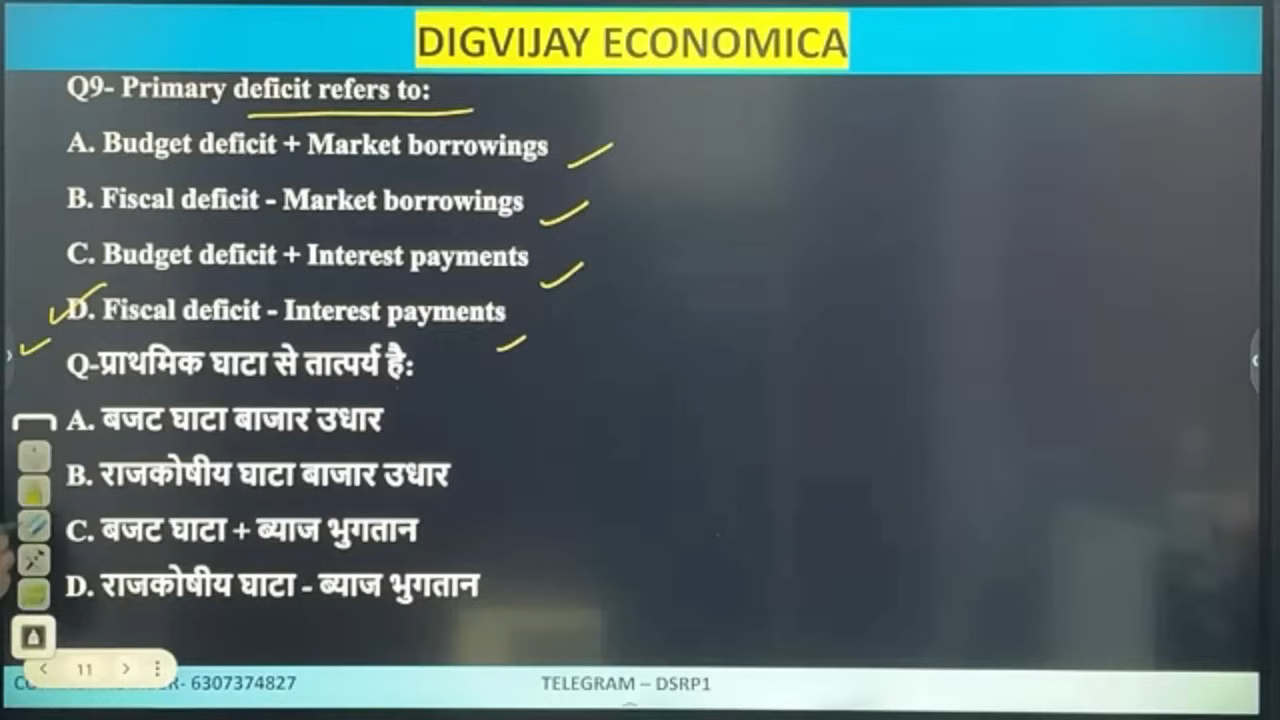 DIGVIJAY ECONOMICA
Q9- Primary deficit refers to:
A. Budget deficit + Market borrowings
B. Fiscal deficit - Market borrowings
C. Budget deficit + Interest payments
D. Fiscal deficit - Interest payments
Q-प्राथमिक घाटा से तात्पर्य है:
A. बजट घाटा बाजार उधार
B. राजकोषीय घाटा बाजार उधार
C. बजट घाटा + ब्याज भुगतान
D. राजकोषीय घाटा - ब्याज भुगतान
11
6307374827
TELEGRAM – DSRP1